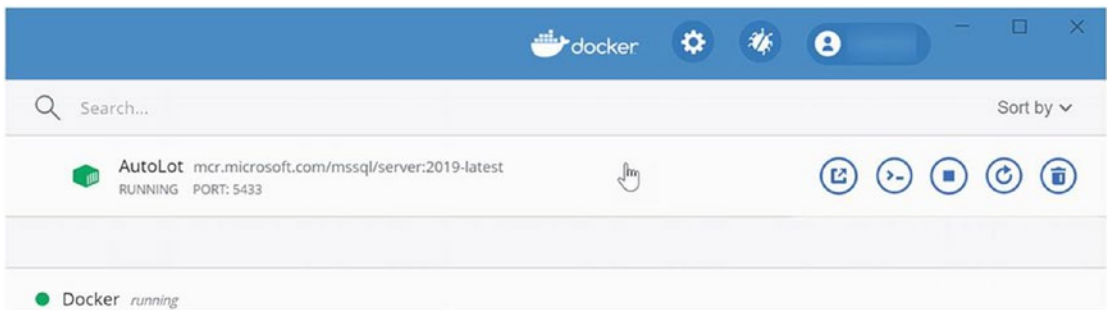 docker
Search...
Sort by
AutoLot mcr.microsoft.com/mssql/server:2019-latest
RUNNING PORT: 5433
Docker running